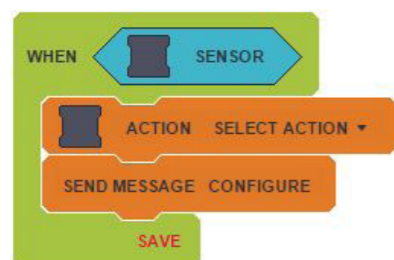 WHEN SENSOR
ACTION SELECT ACTION
SEND MESSAGE CONFIGURE
SAVE